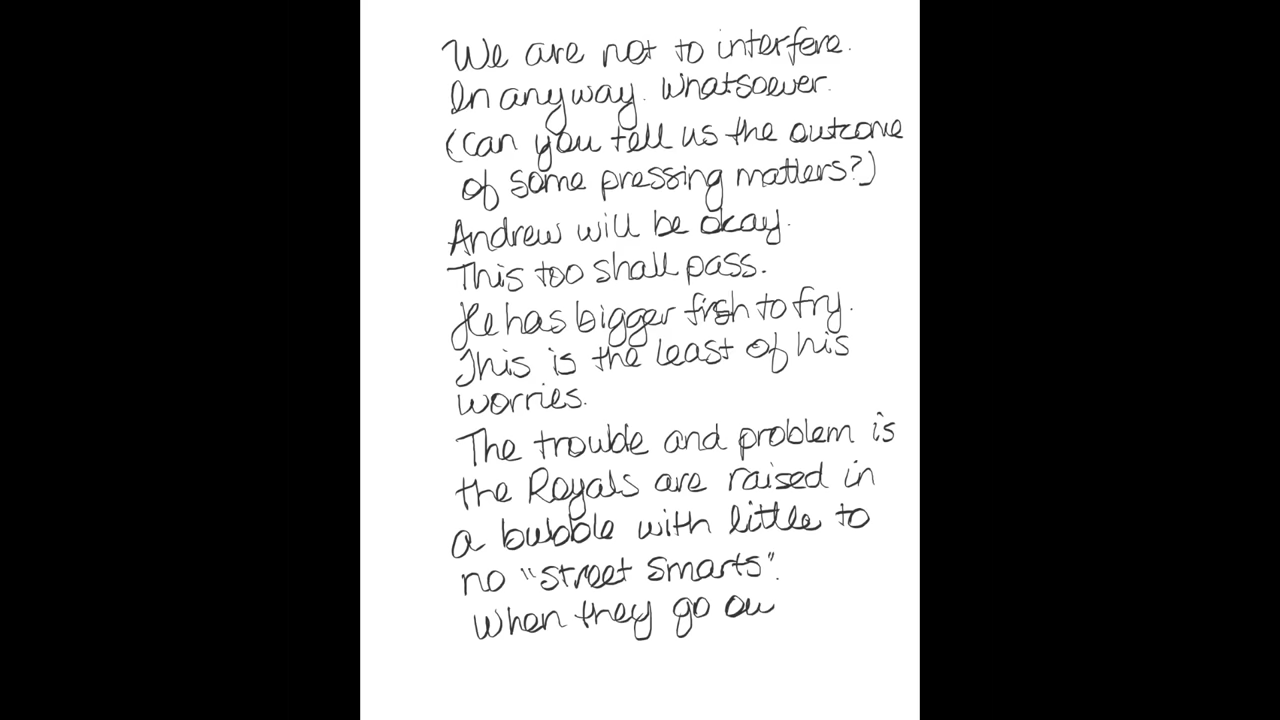 We are not to interfere.
In anyway. Whatsoever.
(Can you tell us the outcome
of some pressing matters?)
Andrew will be okay.
This too shall pass.
He has bigger fish to fry.
This is the least of his
worries.
The trouble and problem is
the Royals are raised in
a bubble with little to
no "street smarts".
When they go ou